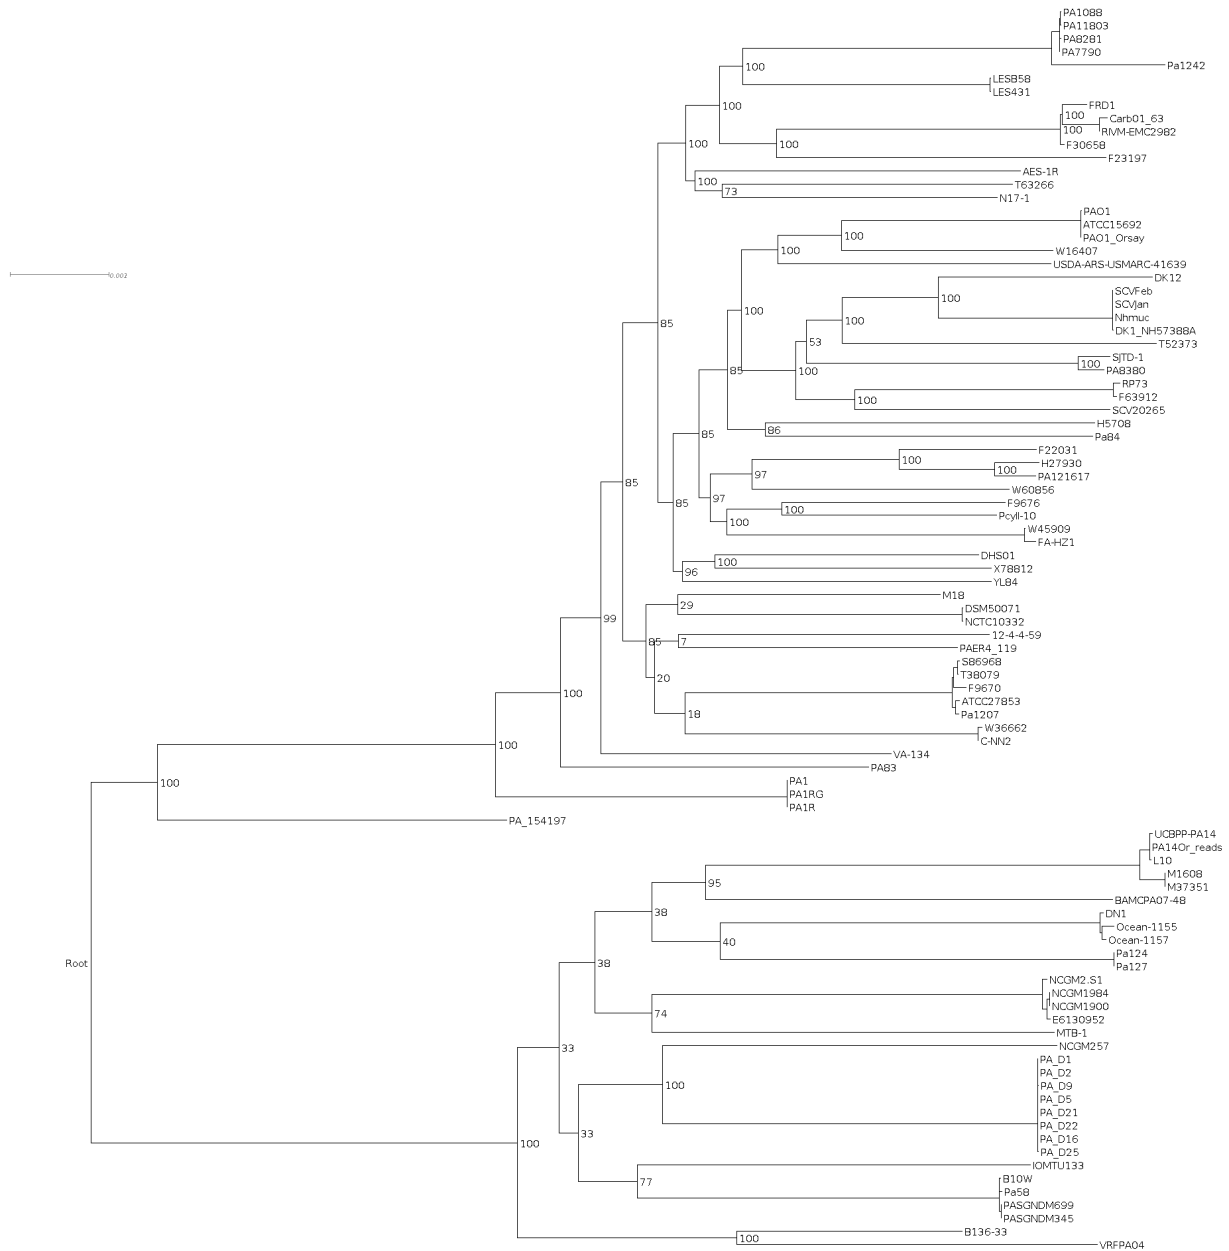 PA1088
PA11803
PA8281
PA7790
100
Pa1242
LESB58
LES431
100
FRD1
100
Carb01_63
100
RIVM-EMC2982
100
100
F30658
F23197
AES-1R
100
T63266
73
N17-1
PAO1
ATCC15692
100
PAO1_Orsay
100
W16407
USDA-ARS-USMARC-41639
0.002
DK12
SCVFeb
100
SCVJan
100
100
Nhmuc
85
DK1_NH57388A
53
T52373
SJTD-1
100
85
100
PA8380
RP73
100
F63912
SCV20265
H5708
86
85
Pa84
F22031
100
H27930
100
97
PA121617
85
W60856
97
85
F9676
100
Pcyll-10
100
W45909
FA-HZ1
DHS01
100
X78812
96
YL84
M18
29
DSM50071
99
NCTC10332
12-4-4-59
85
7
PAER4_119
S86968
T38079
20
F9670
100
ATCC27853
18
Pa1207
W36662
C-NN2
100
VA-134
PA83
PA1
100
PA1RG
PA1R
PA_154197
UCBPP-PA14
PA14Or_reads
L10
M1608
95
M37351
BAMCPA07-48
38
DN1
Ocean-1155
Ocean-1157
40
Pa124
Root
38
Pa127
NCGM2.S1
NCGM1984
NCGM1900
74
E6130952
MTB-1
NCGM257
33
PA_D1
PA_D2
100
PA_D9
PA_D5
PA_D21
PA_D22
33
PA_D16
100
PA_D25
IOMTU133
B10W
77
Pa58
PASGNDM699
PASGNDM345
B136-33
100
VRFPA04